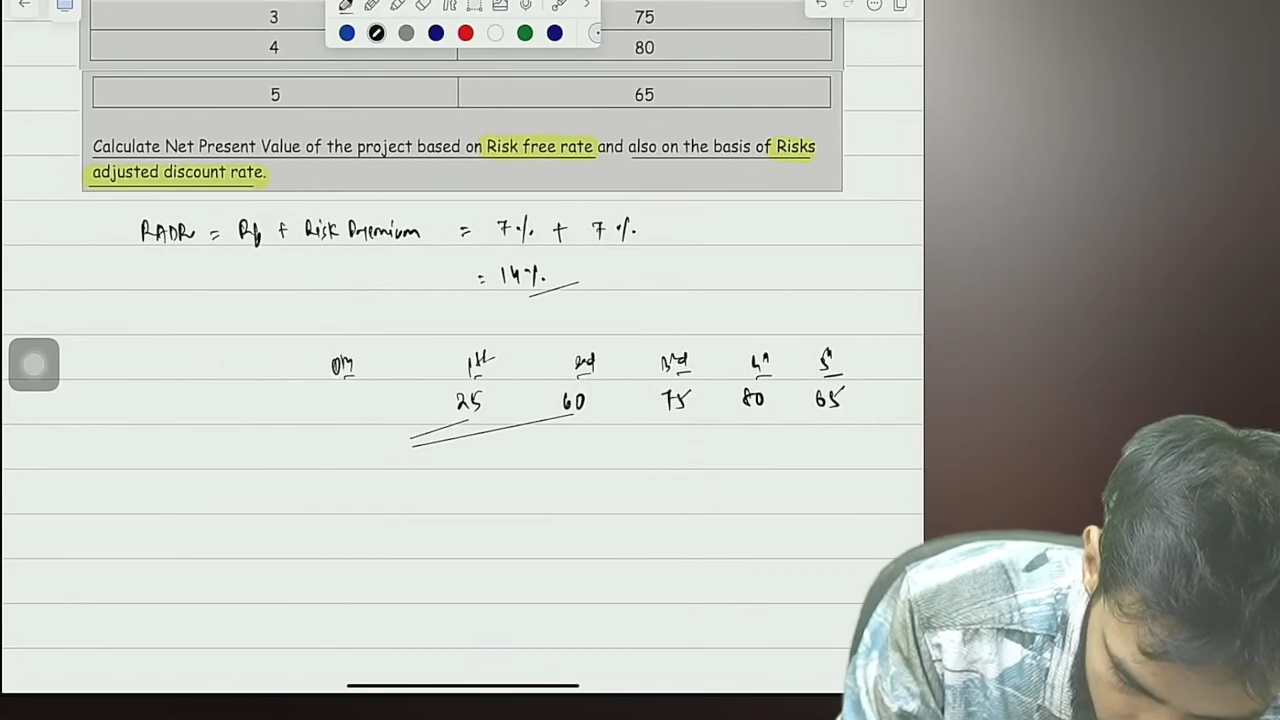 3 75
4 80
5 65
Calculate Net Present Value of the project based on Risk free rate and also on the basis of Risks
adjusted discount rate.
RADR = Rf + Risk Premium = 7% + 7%
= 14%
0th 1st 2nd 3rd 4th 5th
25 60 75 80 65